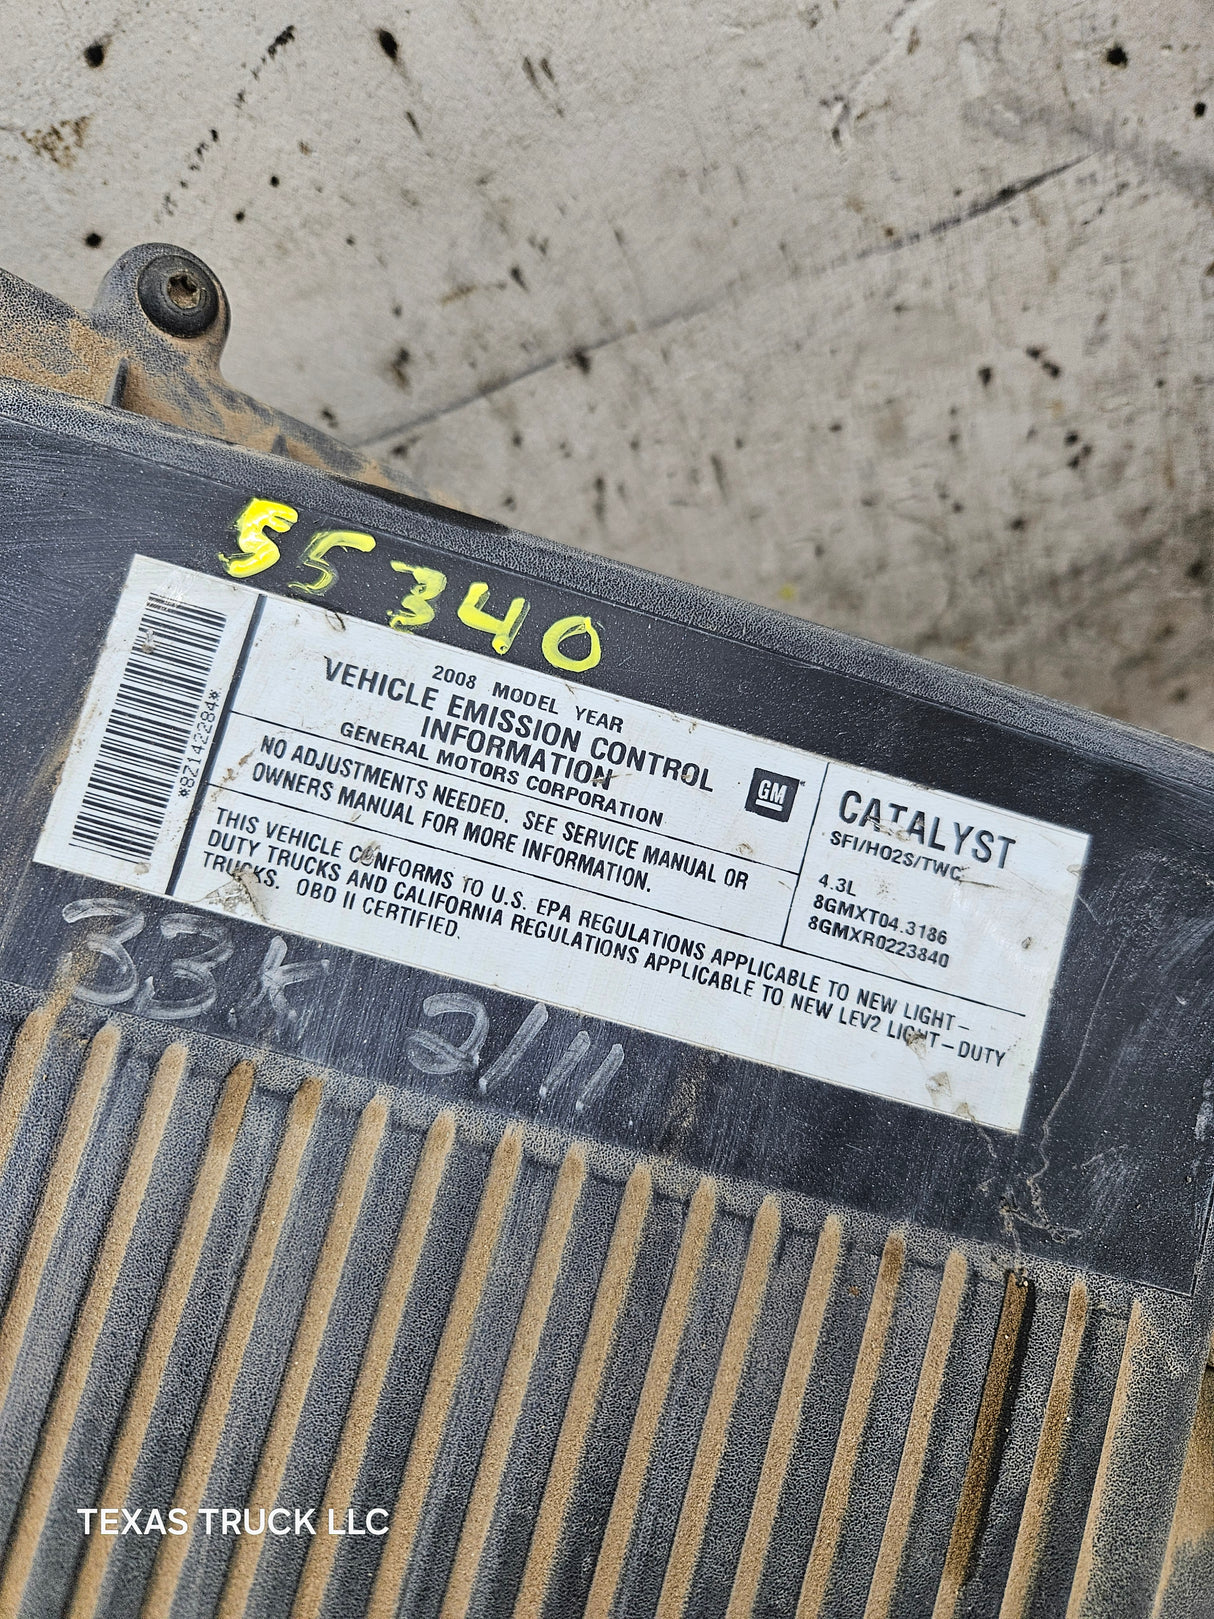 55340
*8Z142284*
2008 MODEL YEAR
VEHICLE EMISSION CONTROL
INFORMATION
GENERAL MOTORS CORPORATION
GM
NO ADJUSTMENTS NEEDED. SEE SERVICE MANUAL OR
OWNERS MANUAL FOR MORE INFORMATION.
CATALYST
SFI/HO2S/TWC
4.3L
8GMXT04.3186
8GMXR0223840
THIS VEHICLE CONFORMS TO U.S. EPA REGULATIONS APPLICABLE TO NEW LIGHT-
DUTY TRUCKS AND CALIFORNIA REGULATIONS APPLICABLE TO NEW LEV2 LIGHT-DUTY
TRUCKS. OBD II CERTIFIED.
33K 2/11
TEXAS TRUCK LLC